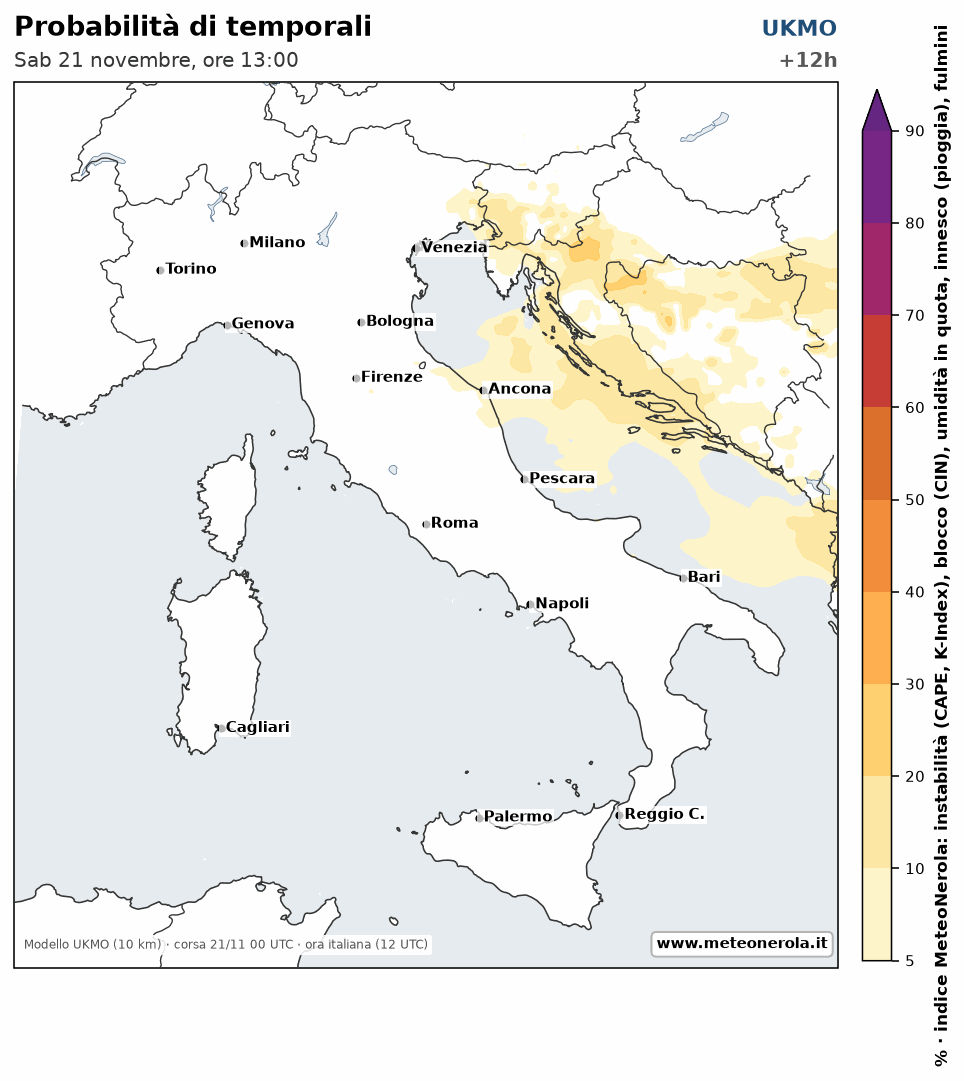 Probabilità di temporali
UKMO
Sab 21 novembre, ore 13:00
+12h
Milano
Venezia
Torino
Genova
Bologna
Firenze
Ancona
Pescara
Roma
Bari
Napoli
Cagliari
Palermo
Reggio C.
Modello UKMO (10 km) · corsa 21/11 00 UTC · ora italiana (12 UTC)
www.meteonerola.it
90
80
70
60
50
40
30
20
10
5
% · indice MeteoNerola: instabilità (CAPE, K-Index), blocco (CIN), umidità in quota, innesco (pioggia), fulmini